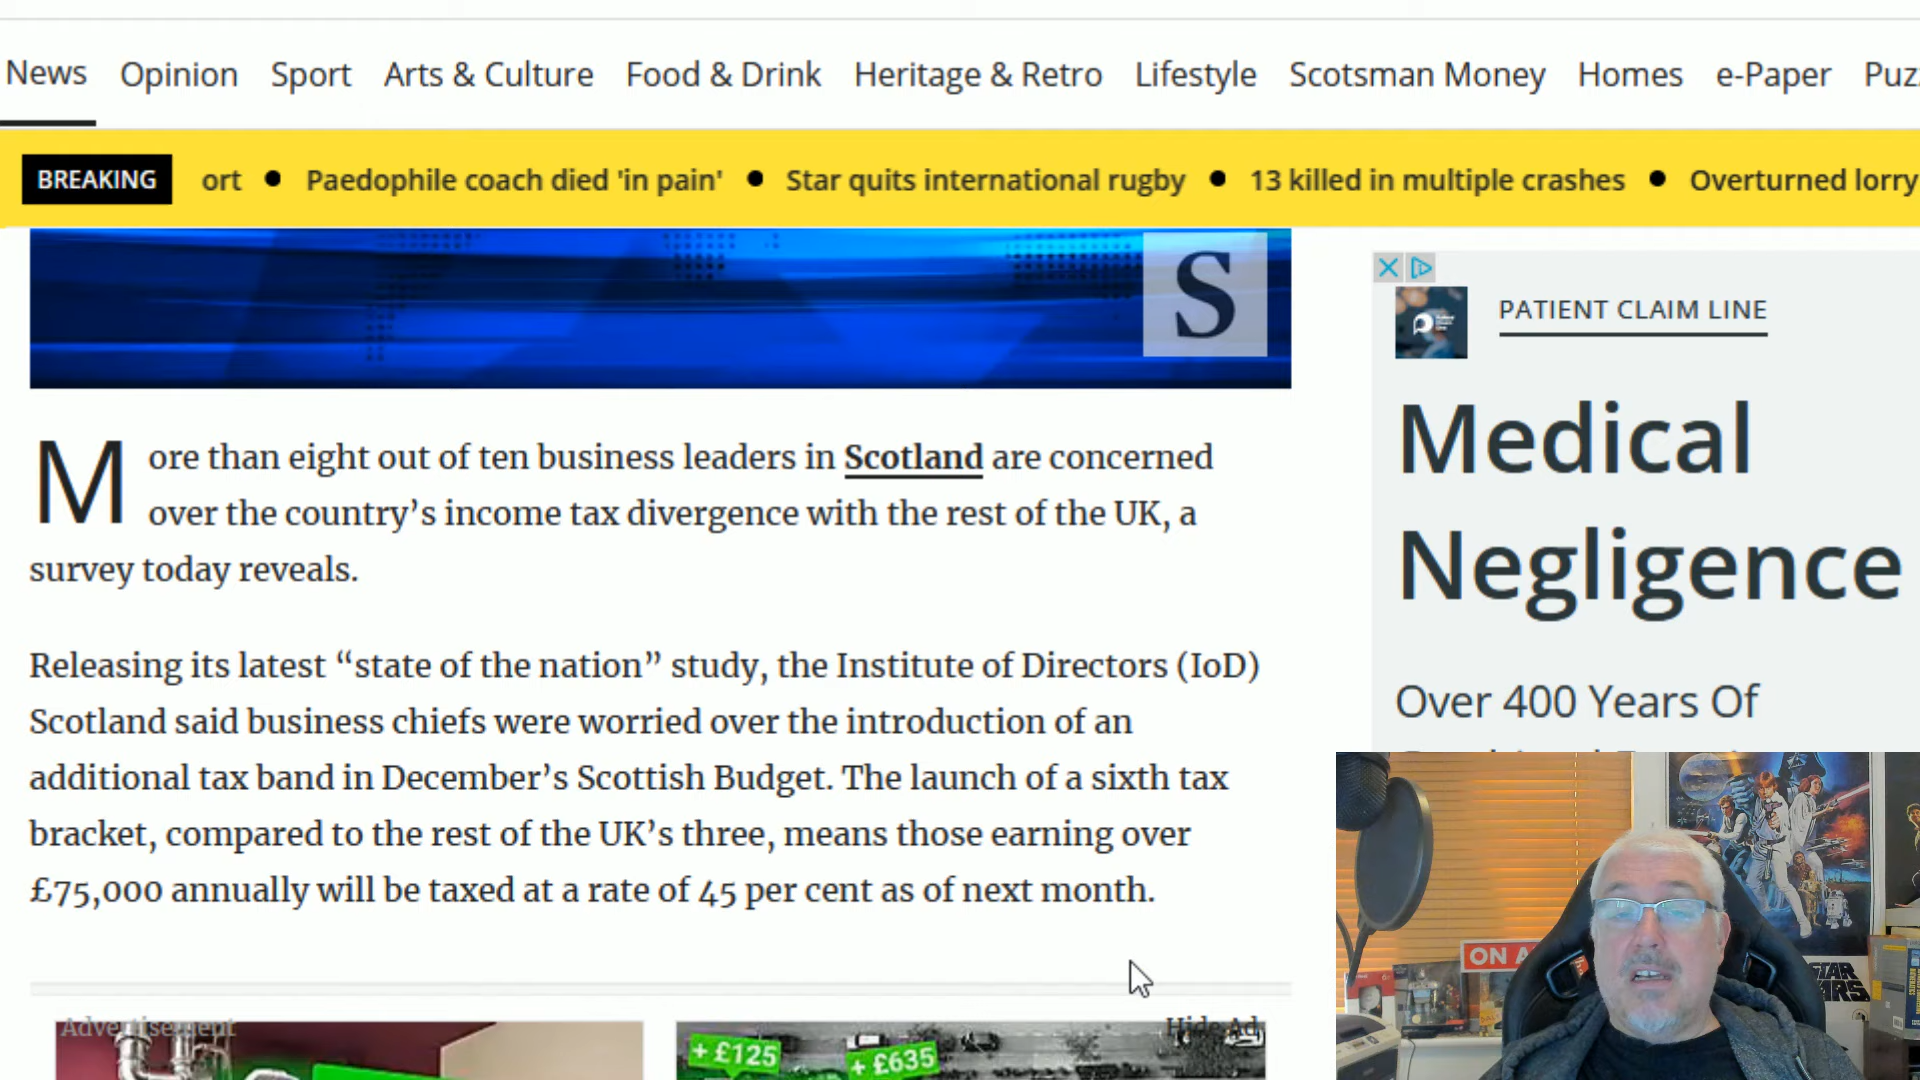 News Opinion Sport Arts & Culture Food & Drink Heritage & Retro Lifestyle Scotsman Money Homes e-Paper Puz
BREAKING ort • Paedophile coach died 'in pain' • Star quits international rugby • 13 killed in multiple crashes • Overturned lorry
S
More than eight out of ten business leaders in Scotland are concerned
over the country’s income tax divergence with the rest of the UK, a
survey today reveals.
Releasing its latest “state of the nation” study, the Institute of Directors (IoD)
Scotland said business chiefs were worried over the introduction of an
additional tax band in December’s Scottish Budget. The launch of a sixth tax
bracket, compared to the rest of the UK’s three, means those earning over
£75,000 annually will be taxed at a rate of 45 per cent as of next month.
Advertisement
Hide Ad
+ £125
+ £635
PATIENT CLAIM LINE
Medical
Negligence
Over 400 Years Of
ON A
STAR
WARS